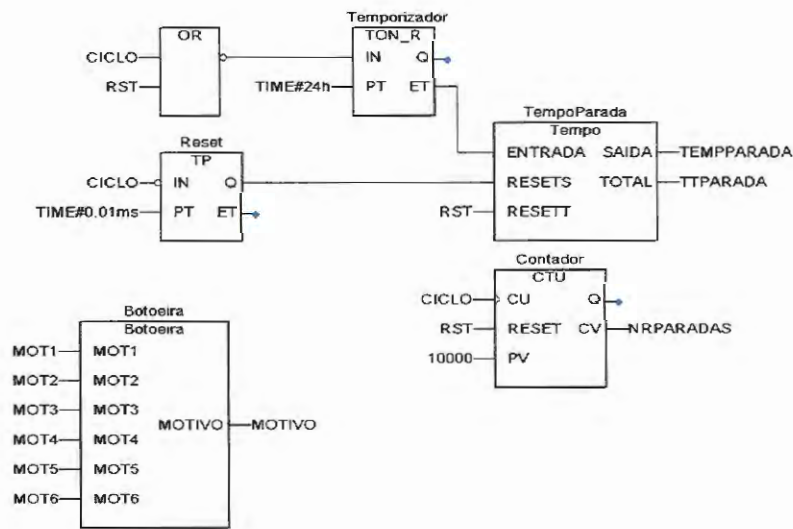 Temporizador
OR
TON_R
CICLO
IN
Q
RST
TIME#24h
PT
ET
TempoParada
Tempo
Reset
TP
ENTRADA
SAIDA
TEMPPARADA
CICLO
IN
Q
RESETS
TOTAL
TTPARADA
TIME#0.01ms
PT
ET
RST
RESETT
Contador
CTU
CICLO
CU
Q
RST
RESET
CV
NRPARADAS
10000
PV
Botoeira
Botoeira
MOT1
MOT1
MOT2
MOT2
MOT3
MOT3
MOTIVO
MOTIVO
MOT4
MOT4
MOT5
MOT5
MOT6
MOT6